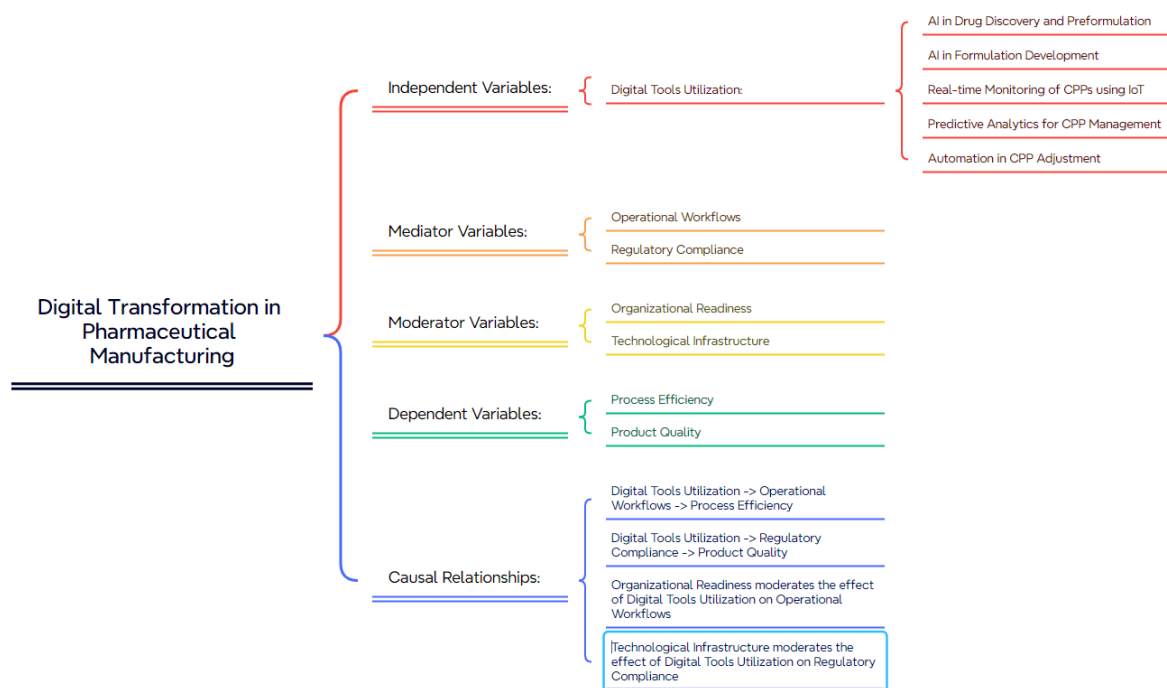 Digital Transformation in
Pharmaceutical
Manufacturing
Independent Variables:
Digital Tools Utilization:
AI in Drug Discovery and Preformulation
AI in Formulation Development
Real-time Monitoring of CPPs using IoT
Predictive Analytics for CPP Management
Automation in CPP Adjustment
Mediator Variables:
Operational Workflows
Regulatory Compliance
Moderator Variables:
Organizational Readiness
Technological Infrastructure
Dependent Variables:
Process Efficiency
Product Quality
Causal Relationships:
Digital Tools Utilization -> Operational
Workflows -> Process Efficiency
Digital Tools Utilization -> Regulatory
Compliance -> Product Quality
Organizational Readiness moderates the effect
of Digital Tools Utilization on Operational
Workflows
Technological Infrastructure moderates the
effect of Digital Tools Utilization on Regulatory
Compliance